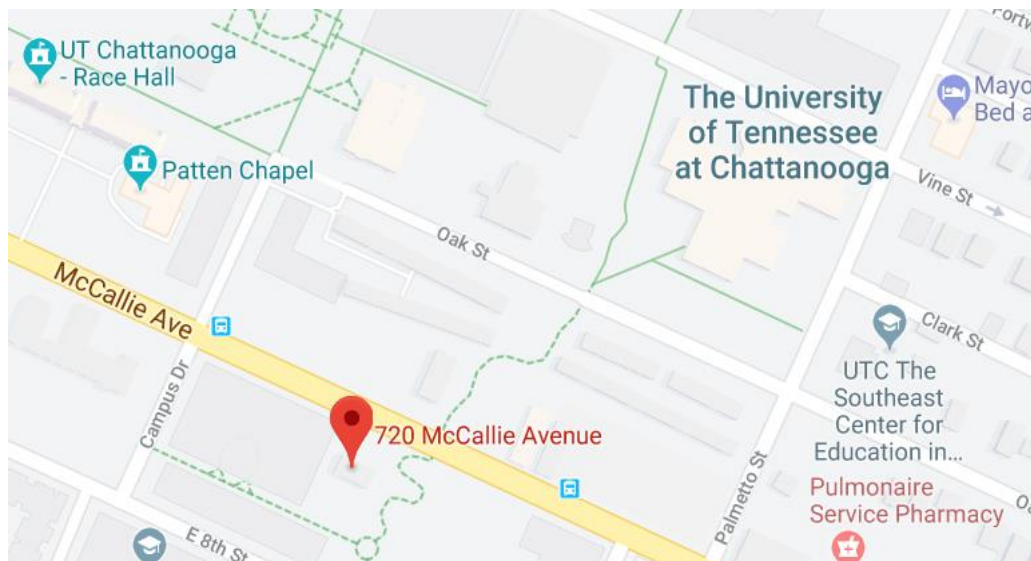 UT Chattanooga
- Race Hall
Patten Chapel
The University
of Tennessee
at Chattanooga
Mayo
Bed a
Vine St
Oak St
McCallie Ave
Clark St
Campus Dr
720 McCallie Avenue
UTC The
Southeast
Center for
Education in...
Pulmonaire
Service Pharmacy
Palmetto St
E 8th St